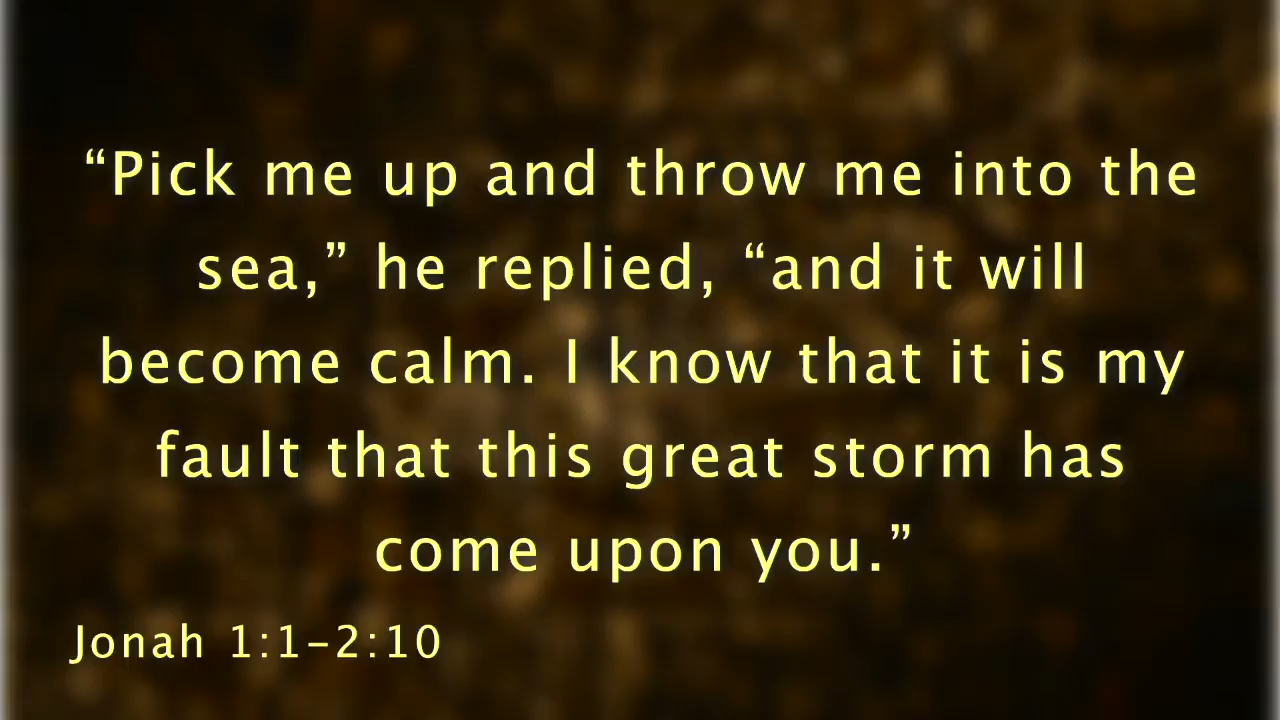 “Pick me up and throw me into the
sea,” he replied, “and it will
become calm. I know that it is my
fault that this great storm has
come upon you.”
Jonah 1:1–2:10